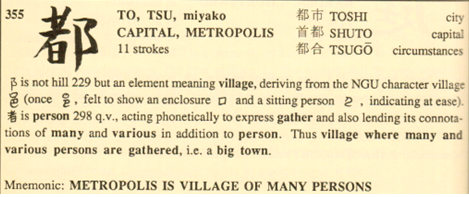 355 都 TO, TSU, miyako 都市 TOSHI city
CAPITAL, METROPOLIS 首都 SHUTO capital
11 strokes 都合 TSUGŌ circumstances
阝 is not hill 229 but an element meaning village, deriving from the NGU character village
邑 (once , felt to show an enclosure 口 and a sitting person , indicating at ease).
者 is person 298 q.v., acting phonetically to express gather and also lending its connota-
tions of many and various in addition to person. Thus village where many and
various persons are gathered, i.e. a big town.
Mnemonic: METROPOLIS IS VILLAGE OF MANY PERSONS